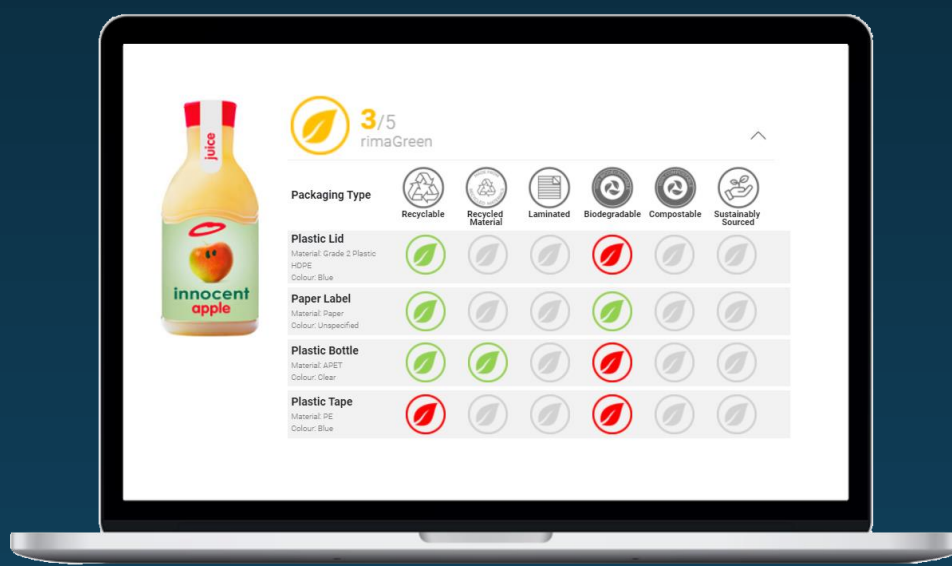 juice
innocent
apple
3/5
rimaGreen
Packaging Type
Recyclable
Recycled
Material
Laminated
Biodegradable
Compostable
Sustainably
Sourced
Plastic Lid
Material: Grade 2 Plastic
HDPE
Colour: Blue
Paper Label
Material: Paper
Colour: Unspecified
Plastic Bottle
Material: APET
Colour: Clear
Plastic Tape
Material: PE
Colour: Blue